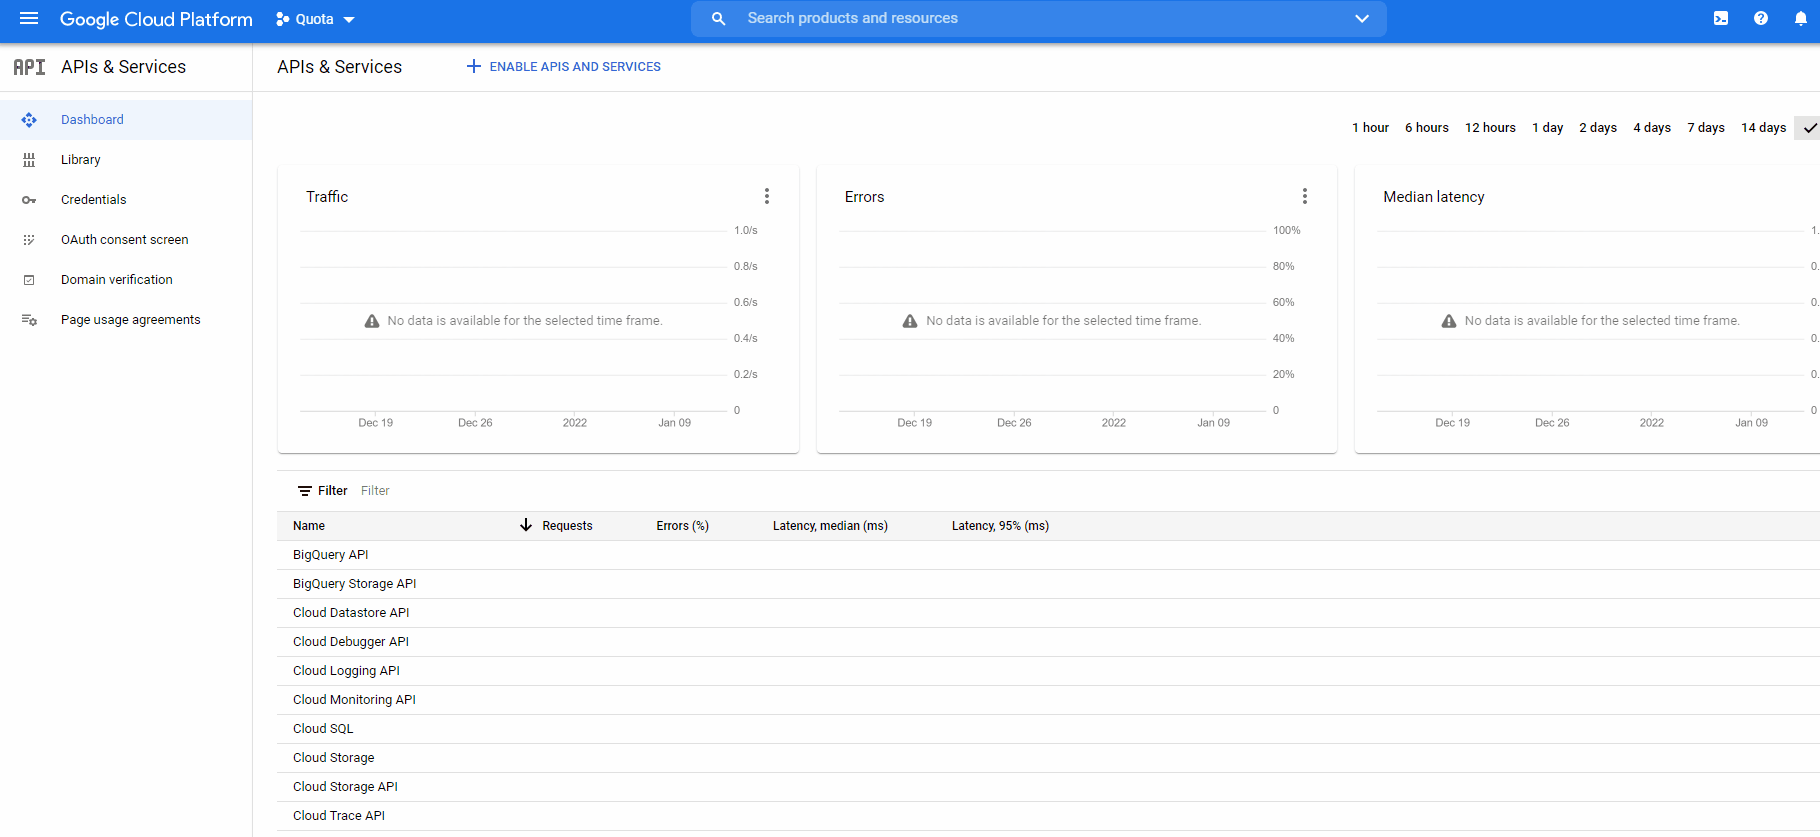 Google Cloud Platform
Quota
Search products and resources
API
APIs & Services
APIs & Services
ENABLE APIS AND SERVICES
Dashboard
Library
Credentials
OAuth consent screen
Domain verification
Page usage agreements
1 hour 6 hours 12 hours 1 day 2 days 4 days 7 days 14 days
Traffic
1.0/s
0.8/s
0.6/s
No data is available for the selected time frame.
0.4/s
0.2/s
0
Dec 19 Dec 26 2022 Jan 09
Errors
100%
80%
60%
No data is available for the selected time frame.
40%
20%
0
Dec 19 Dec 26 2022 Jan 09
Median latency
1.
0.
0.
No data is available for the selected time frame.
0.
0.
0
Dec 19 Dec 26 2022 Jan 09
Filter Filter
Name Requests Errors (%) Latency, median (ms) Latency, 95% (ms)
BigQuery API
BigQuery Storage API
Cloud Datastore API
Cloud Debugger API
Cloud Logging API
Cloud Monitoring API
Cloud SQL
Cloud Storage
Cloud Storage API
Cloud Trace API